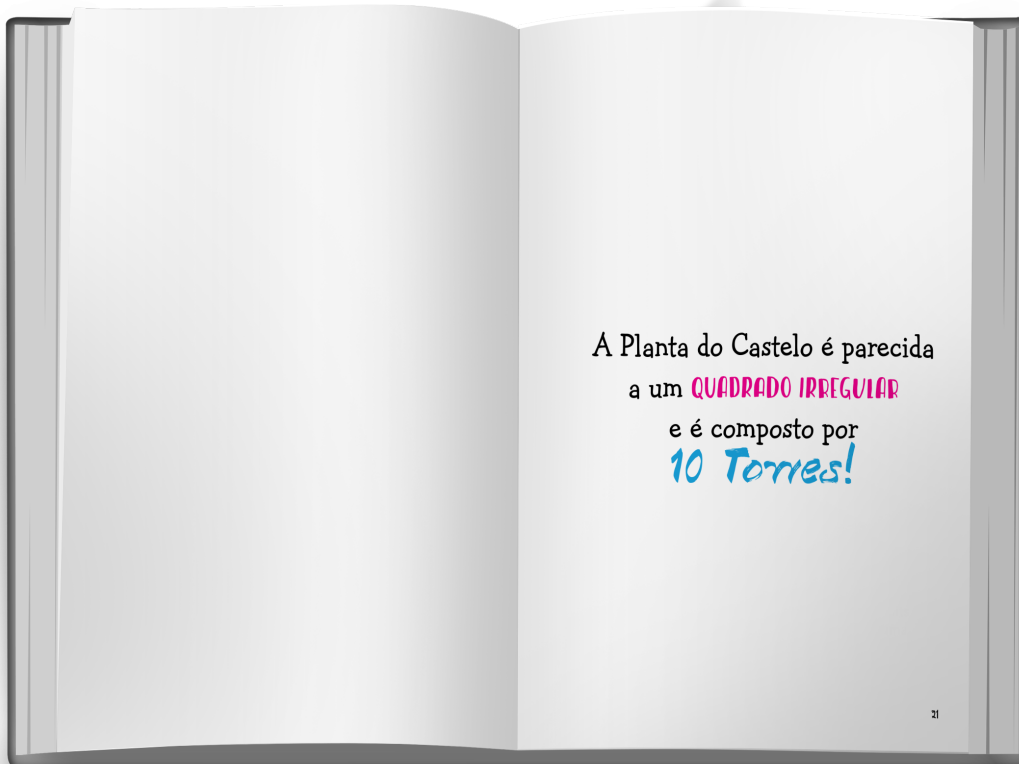 A Planta do Castelo é parecida
a um QUADRADO IRREGULAR
e é composto por
10 Torres!
21